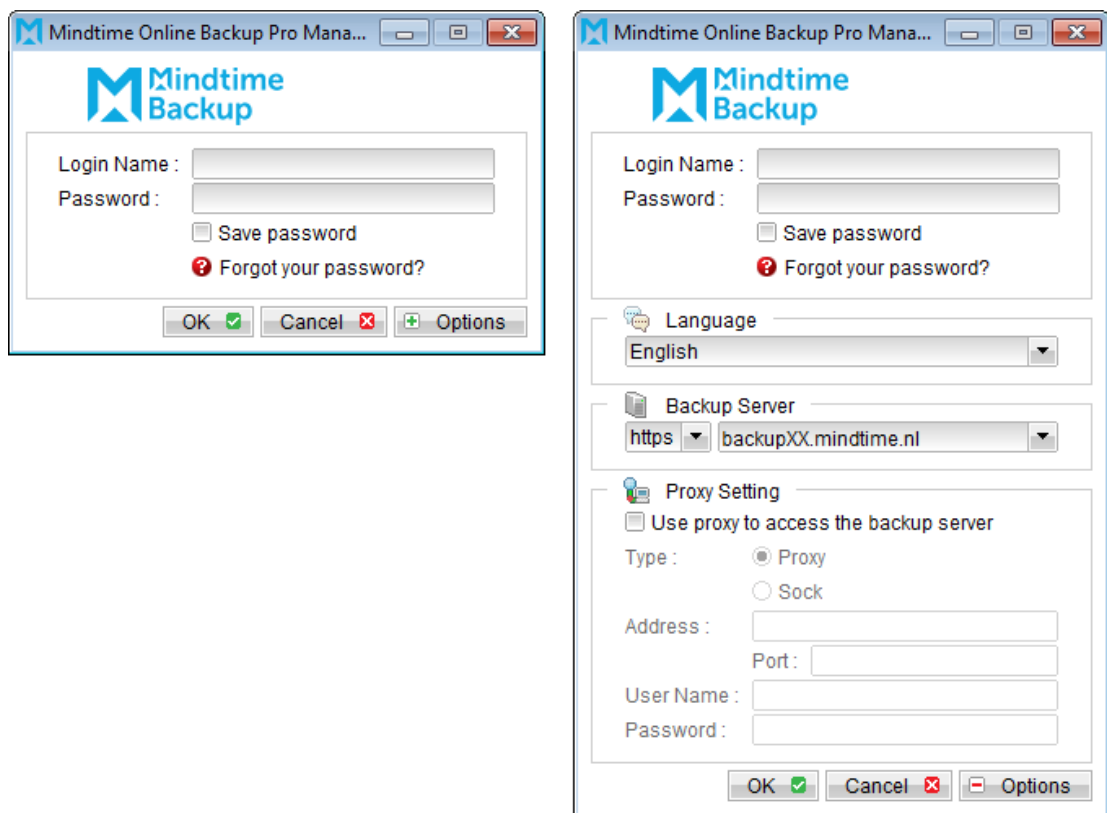 Mindtime Online Backup Pro Mana...
Mindtime
Backup
Login Name :
Password :
Save password
Forgot your password?
OK Cancel Options
Mindtime Online Backup Pro Mana...
Mindtime
Backup
Login Name :
Password :
Save password
Forgot your password?
Language
English
Backup Server
https backupXX.mindtime.nl
Proxy Setting
Use proxy to access the backup server
Type : Proxy
Sock
Address :
Port :
User Name :
Password :
OK Cancel Options